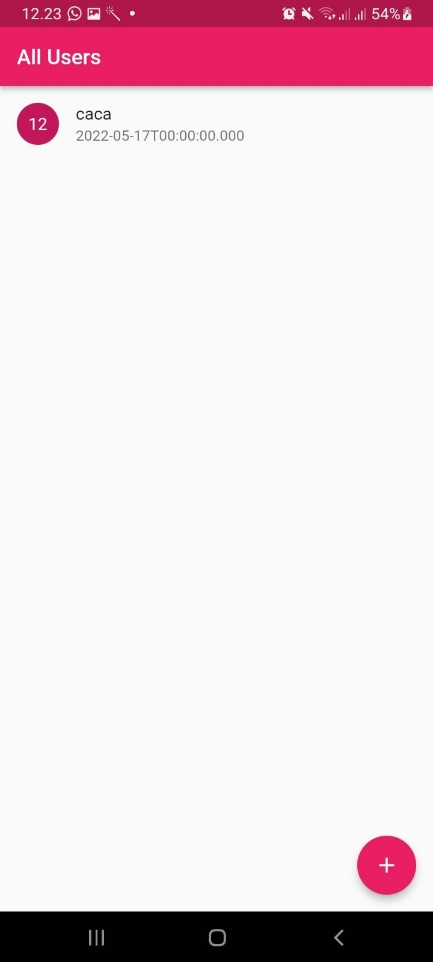 12.23 54%
All Users
12
caca
2022-05-17T00:00:00.000
+